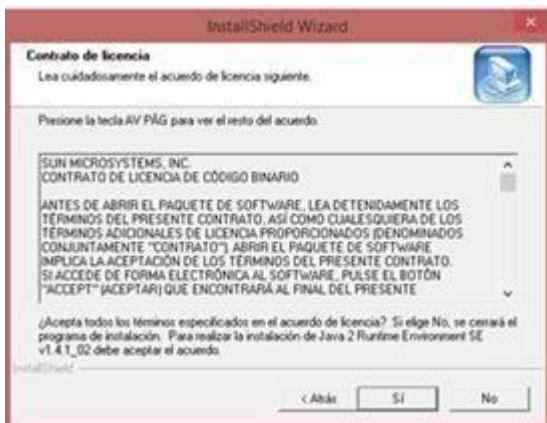 InstallShield Wizard
Contrato de licencia
Lea cuidadosamente el acuerdo de licencia siguiente.
Presione la tecla AV PÁG para ver el resto del acuerdo.
SUN MICROSYSTEMS, INC.
CONTRATO DE LICENCIA DE CÓDIGO BINARIO
ANTES DE ABRIR EL PAQUETE DE SOFTWARE, LEA DETENIDAMENTE LOS
TÉRMINOS DEL PRESENTE CONTRATO, ASÍ COMO CUALESQUIERA DE LOS
TÉRMINOS ADICIONALES DE LICENCIA PROPORCIONADOS (DENOMINADOS
CONJUNTAMENTE "CONTRATO"). ABRIR EL PAQUETE DE SOFTWARE
IMPLICA LA ACEPTACIÓN DE LOS TÉRMINOS DEL PRESENTE CONTRATO.
SI ACCEDE DE FORMA ELECTRÓNICA AL SOFTWARE, PULSE EL BOTÓN
"ACCEPT" (ACEPTAR) QUE ENCONTRARÁ AL FINAL DEL PRESENTE
¿Acepta todos los términos especificados en el acuerdo de licencia? Si elige No, se cerrará el
programa de instalación. Para realizar la instalación de Java 2 Runtime Environment SE
v1.4.1_02 debe aceptar el acuerdo.
InstallShield
< Atrás
Sí
No